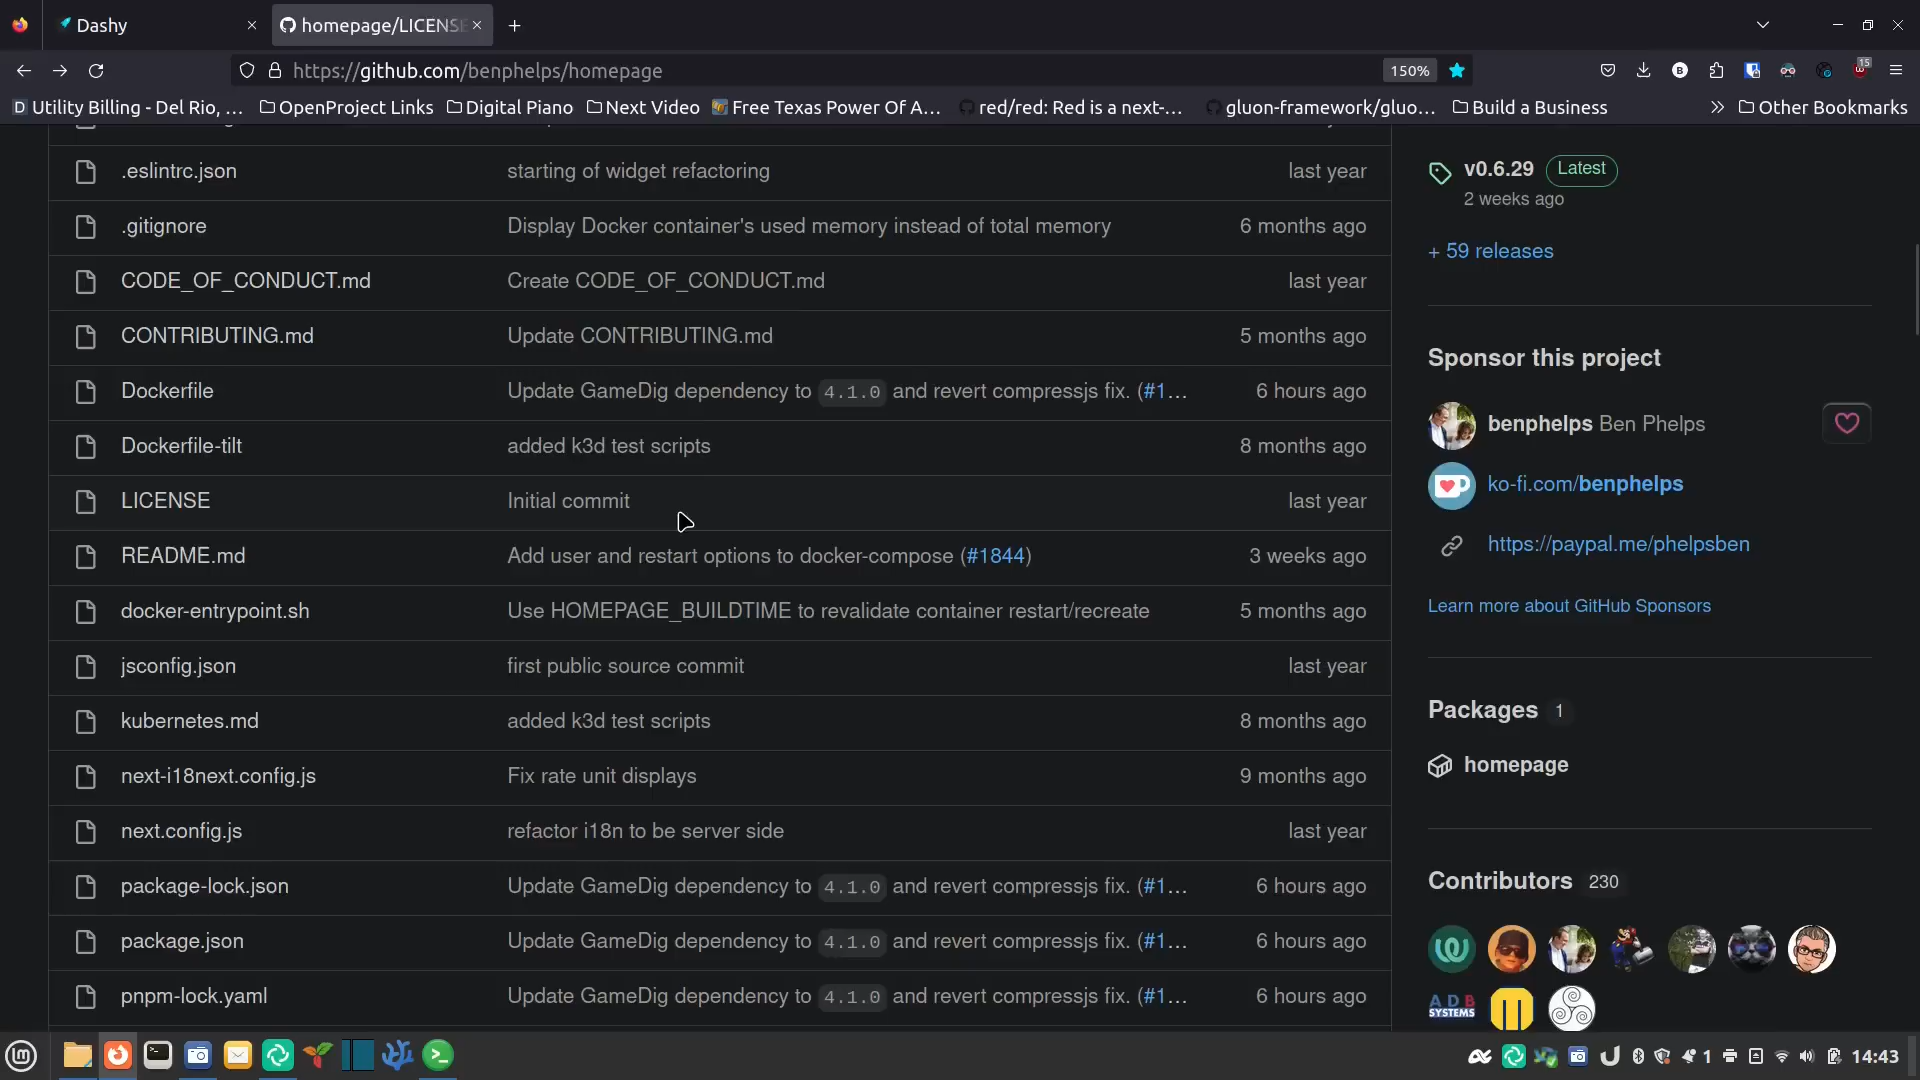 Dashy
homepage/LICENSE
https://github.com/benphelps/homepage
150%
15
Utility Billing - Del Rio, ...
OpenProject Links
Digital Piano
Next Video
Free Texas Power Of A...
red/red: Red is a next-...
gluon-framework/gluo...
Build a Business
Other Bookmarks
.eslintrc.json starting of widget refactoring last year
.gitignore Display Docker container's used memory instead of total memory 6 months ago
CODE_OF_CONDUCT.md Create CODE_OF_CONDUCT.md last year
CONTRIBUTING.md Update CONTRIBUTING.md 5 months ago
Dockerfile Update GameDig dependency to 4.1.0 and revert compressjs fix. (#1... 6 hours ago
Dockerfile-tilt added k3d test scripts 8 months ago
LICENSE Initial commit last year
README.md Add user and restart options to docker-compose (#1844) 3 weeks ago
docker-entrypoint.sh Use HOMEPAGE_BUILDTIME to revalidate container restart/recreate 5 months ago
jsconfig.json first public source commit last year
kubernetes.md added k3d test scripts 8 months ago
next-i18next.config.js Fix rate unit displays 9 months ago
next.config.js refactor i18n to be server side last year
package-lock.json Update GameDig dependency to 4.1.0 and revert compressjs fix. (#1... 6 hours ago
package.json Update GameDig dependency to 4.1.0 and revert compressjs fix. (#1... 6 hours ago
pnpm-lock.yaml Update GameDig dependency to 4.1.0 and revert compressjs fix. (#1... 6 hours ago
v0.6.29 Latest
2 weeks ago
+ 59 releases
Sponsor this project
benphelps Ben Phelps
ko-fi.com/benphelps
https://paypal.me/phelpsben
Learn more about GitHub Sponsors
Packages 1
homepage
Contributors 230
ADB
SYSTEMS
1
14:43